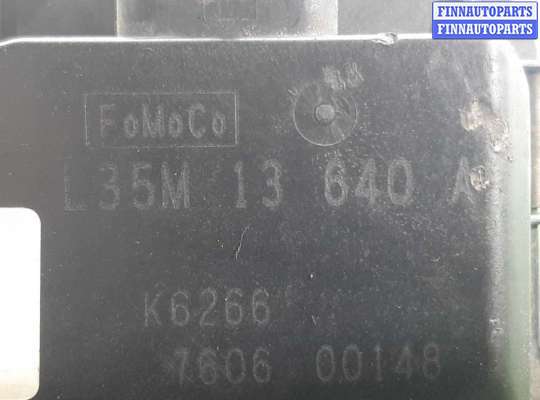 FINNAUTOPARTS
FINNAUTOPARTS
FoMoCo
L35M 13 640 A
K6266
7606 00148